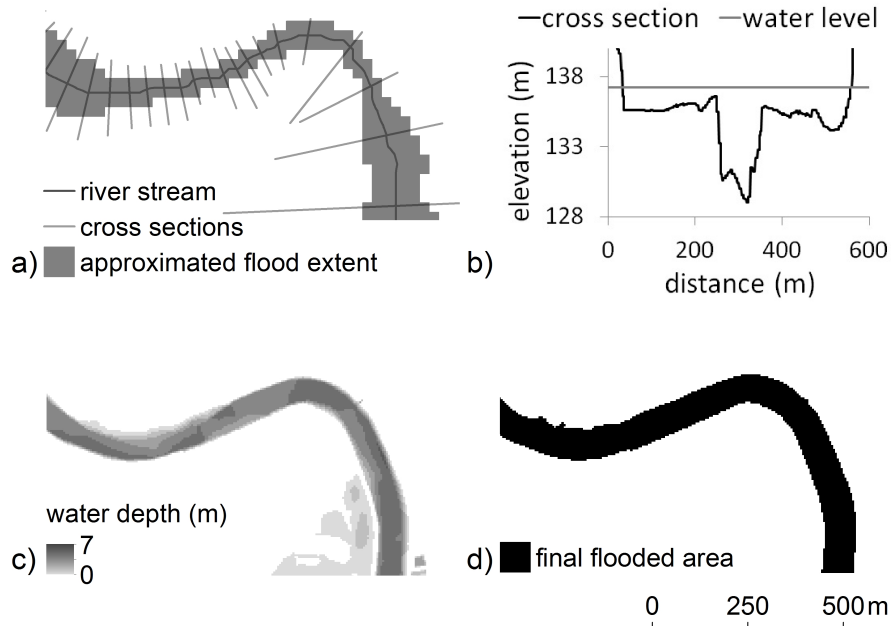 cross section water level
138
133
128
elevation (m)
0 200 400 600
distance (m)
b)
river stream
cross sections
a) approximated flood extent
water depth (m)
7
0
c)
d) final flooded area
0 250 500 m